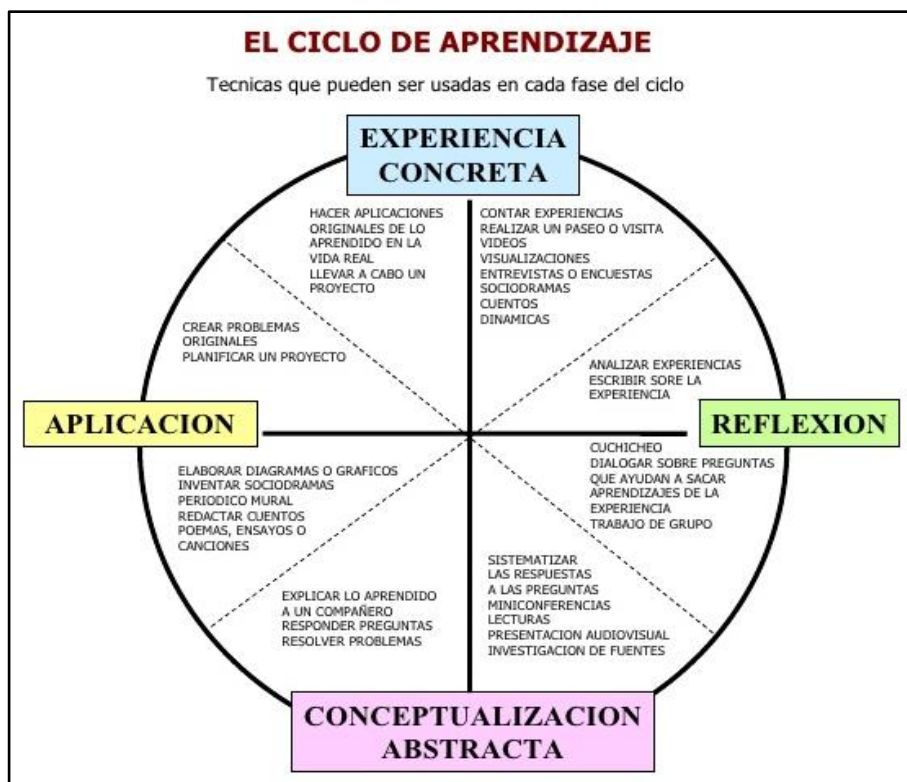 EL CICLO DE APRENDIZAJE
Tecnicas que pueden ser usadas en cada fase del ciclo
EXPERIENCIA
CONCRETA
HACER APLICACIONES
ORIGINALES DE LO
APRENDIDO EN LA
VIDA REAL
LLEVAR A CABO UN
PROYECTO
CONTAR EXPERIENCIAS
REALIZAR UN PASEO O VISITA
VIDEOS
VISUALIZACIONES
ENTREVISTAS O ENCUESTAS
SOCIODRAMAS
CUENTOS
DINAMICAS
CREAR PROBLEMAS
ORIGINALES
PLANIFICAR UN PROYECTO
ANALIZAR EXPERIENCIAS
ESCRIBIR SORE LA
EXPERIENCIA
APLICACION
REFLEXION
ELABORAR DIAGRAMAS O GRAFICOS
INVENTAR SOCIODRAMAS
PERIODICO MURAL
REDACTAR CUENTOS
POEMAS, ENSAYOS O
CANCIONES
CUCHICHEO
DIALOGAR SOBRE PREGUNTAS
QUE AYUDAN A SACAR
APRENDIZAJES DE LA
EXPERIENCIA
TRABAJO DE GRUPO
EXPLICAR LO APRENDIDO
A UN COMPAÑERO
RESPONDER PREGUNTAS
RESOLVER PROBLEMAS
SISTEMATIZAR
LAS RESPUESTAS
A LAS PREGUNTAS
MINICONFERENCIAS
LECTURAS
PRESENTACION AUDIOVISUAL
INVESTIGACION DE FUENTES
CONCEPTUALIZACION
ABSTRACTA